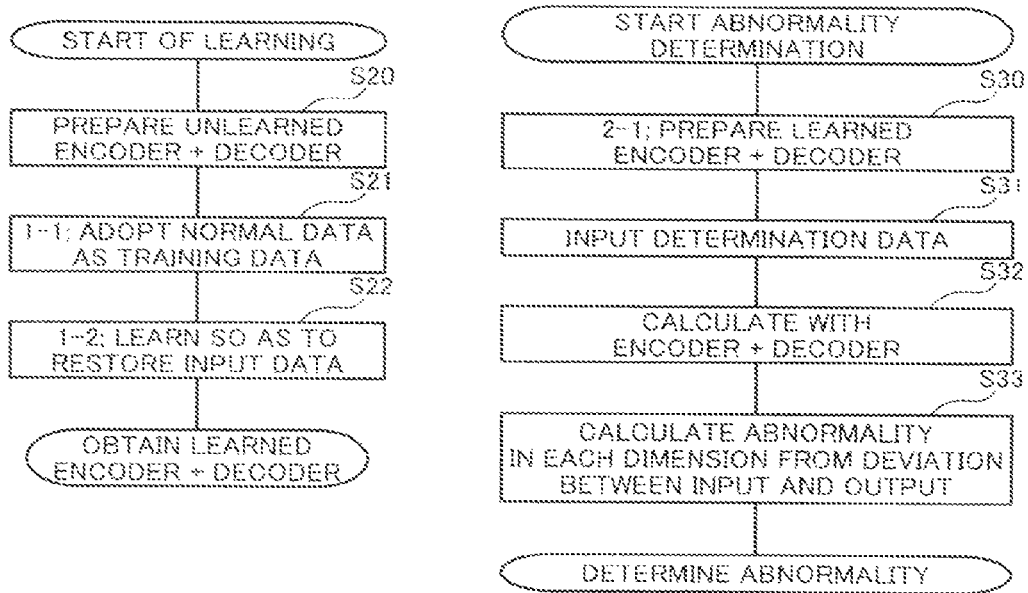 START OF LEARNING
S20
PREPARE UNLEARNED
ENCODER + DECODER
S21
1-1; ADOPT NORMAL DATA
AS TRAINING DATA
S22
1-2; LEARN SO AS TO
RESTORE INPUT DATA
OBTAIN LEARNED
ENCODER + DECODER
START ABNORMALITY
DETERMINATION
S30
2-1; PREPARE LEARNED
ENCODER + DECODER
S31
INPUT DETERMINATION DATA
S32
CALCULATE WITH
ENCODER + DECODER
S33
CALCULATE ABNORMALITY
IN EACH DIMENSION FROM DEVIATION
BETWEEN INPUT AND OUTPUT
DETERMINE ABNORMALITY